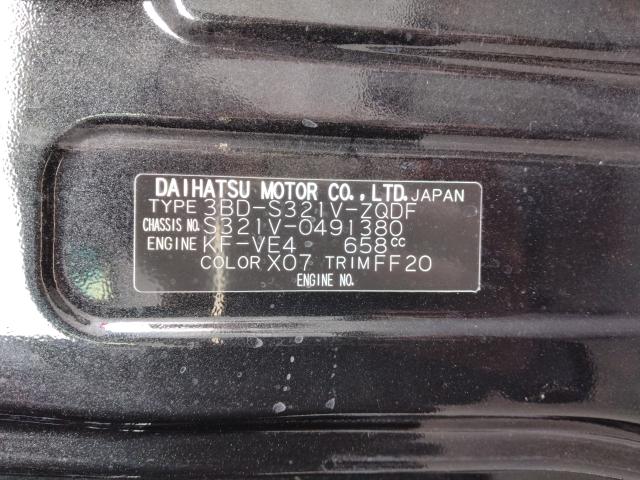 DAIHATSU MOTOR CO.,LTD. JAPAN
TYPE 3BD-S321V-ZQDF
CHASSIS NO. S321V-0491380
ENGINE KF-VE4 658cc
COLOR X07 TRIM FF20
ENGINE NO.